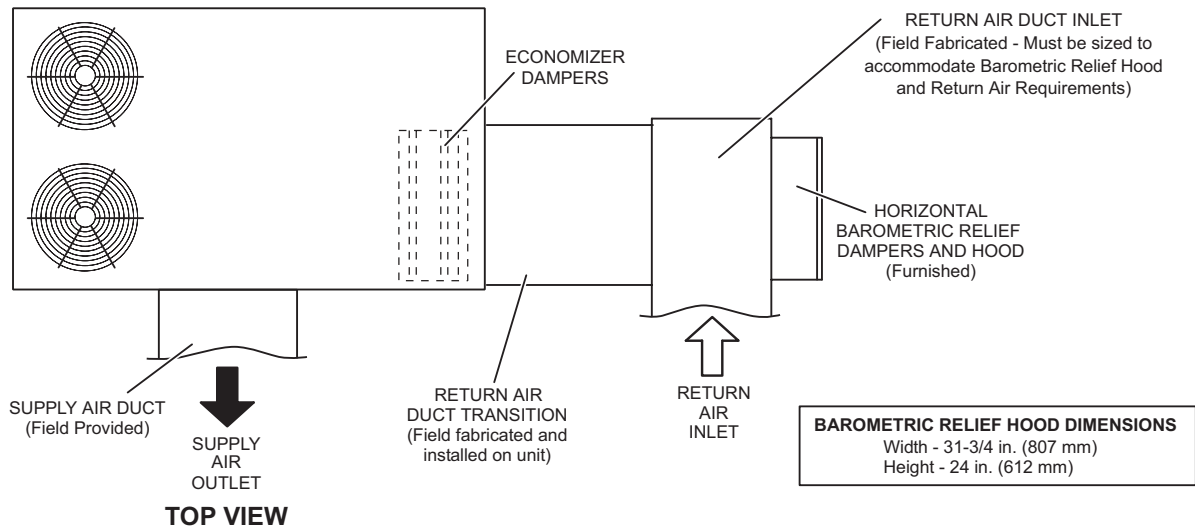 RETURN AIR DUCT INLET
(Field Fabricated - Must be sized to
accommodate Barometric Relief Hood
and Return Air Requirements)
ECONOMIZER
DAMPERS
HORIZONTAL
BAROMETRIC RELIEF
DAMPERS AND HOOD
(Furnished)
SUPPLY AIR DUCT
(Field Provided)
SUPPLY
AIR
OUTLET
RETURN AIR
DUCT TRANSITION
(Field fabricated and
installed on unit)
RETURN
AIR
INLET
BAROMETRIC RELIEF HOOD DIMENSIONS
Width - 31-3/4 in. (807 mm)
Height - 24 in. (612 mm)
TOP VIEW